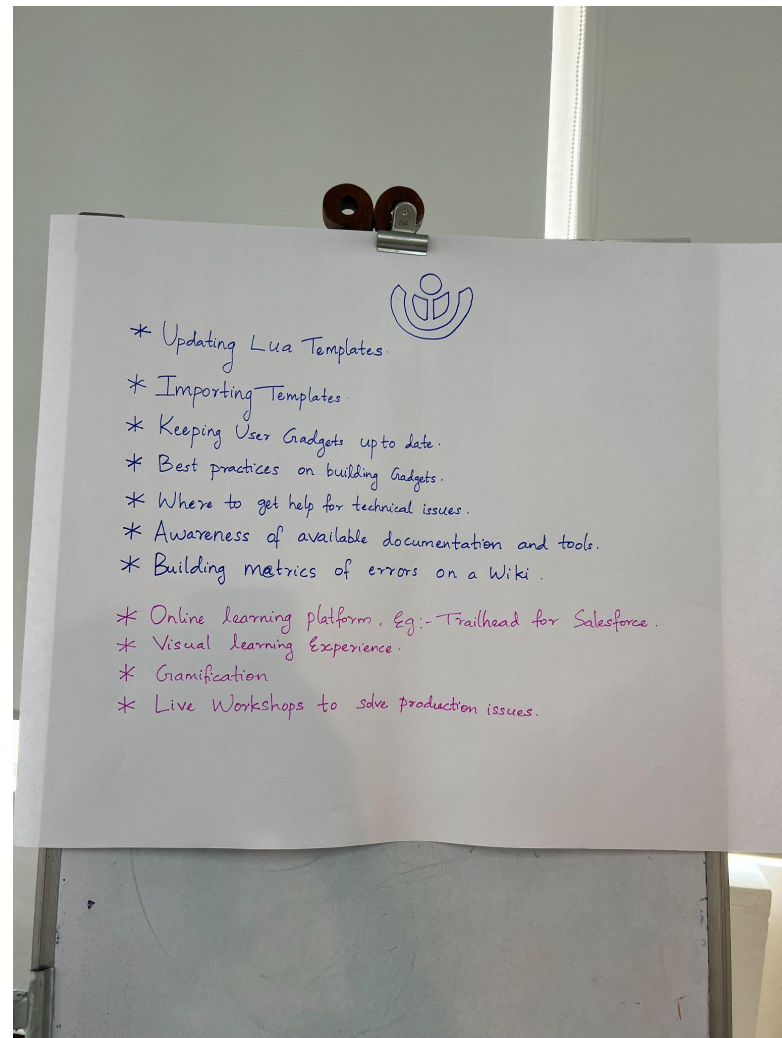 * Updating Lua Templates.
* Importing Templates.
* Keeping User Gadgets up to date.
* Best practices on building Gadgets.
* Where to get help for technical issues.
* Awareness of available documentation and tools.
* Building metrics of errors on a Wiki.
* Online learning platform, Eg:- Trailhead for Salesforce.
* Visual learning Experience.
* Gamification
* Live Workshops to solve production issues.